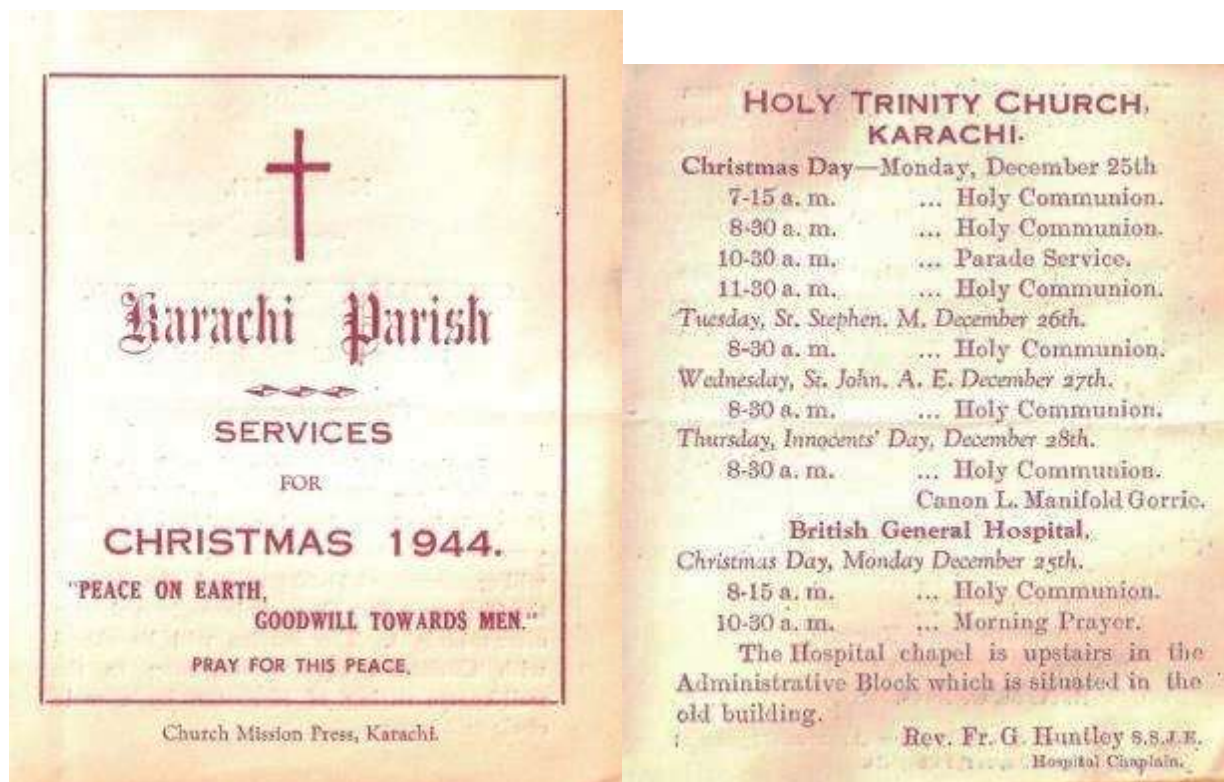 Karachi Parish
SERVICES
FOR
CHRISTMAS 1944.
"PEACE ON EARTH,
GOODWILL TOWARDS MEN."
PRAY FOR THIS PEACE.
Church Mission Press, Karachi.
HOLY TRINITY CHURCH,
KARACHI.
Christmas Day—Monday, December 25th
7-15 a. m. ... Holy Communion.
8-30 a. m. ... Holy Communion.
10-30 a. m. ... Parade Service.
11-30 a. m. ... Holy Communion.
Tuesday, St. Stephen. M. December 26th.
8-30 a. m. ... Holy Communion.
Wednesday, St. John. A. E. December 27th.
8-30 a. m. ... Holy Communion.
Thursday, Innocents' Day, December 28th.
8-30 a. m. ... Holy Communion.
Canon L. Manifold Gorrie.
British General Hospital.
Christmas Day, Monday December 25th.
8-15 a. m. ... Holy Communion.
10-30 a. m. ... Morning Prayer.
The Hospital chapel is upstairs in the
Administrative Block which is situated in the
old building.
Rev. Fr. G. Huntley S.S.J.E.
Hospital Chaplain.